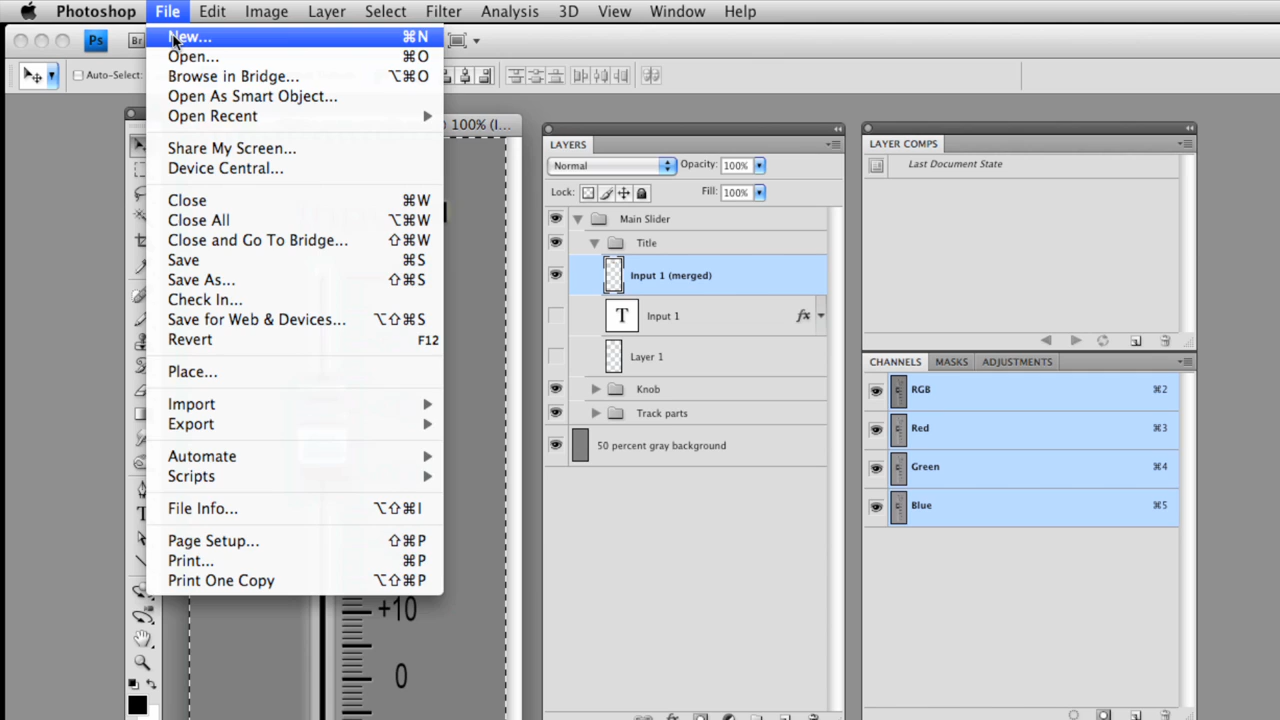 Photoshop File Edit Image Layer Select Filter Analysis 3D View Window Help
Ps Br
Auto-Select:
New... ⌘N
Open... ⌘O
Browse in Bridge... ⌥⌘O
Open As Smart Object...
Open Recent
Share My Screen...
Device Central...
Close ⌘W
Close All ⌥⌘W
Close and Go To Bridge... ⇧⌘W
Save ⌘S
Save As... ⇧⌘S
Check In...
Save for Web & Devices... ⌥⇧⌘S
Revert F12
Place...
Import
Export
Automate
Scripts
File Info... ⌥⇧⌘I
Page Setup... ⇧⌘P
Print... ⌘P
Print One Copy ⌥⇧⌘P
100% (I...
+10
0
LAYERS
Normal Opacity: 100%
Lock: Fill: 100%
Main Slider
Title
Input 1 (merged)
T Input 1 fx
Layer 1
Knob
Track parts
50 percent gray background
LAYER COMPS
Last Document State
CHANNELS MASKS ADJUSTMENTS
RGB ⌘2
Red ⌘3
Green ⌘4
Blue ⌘5